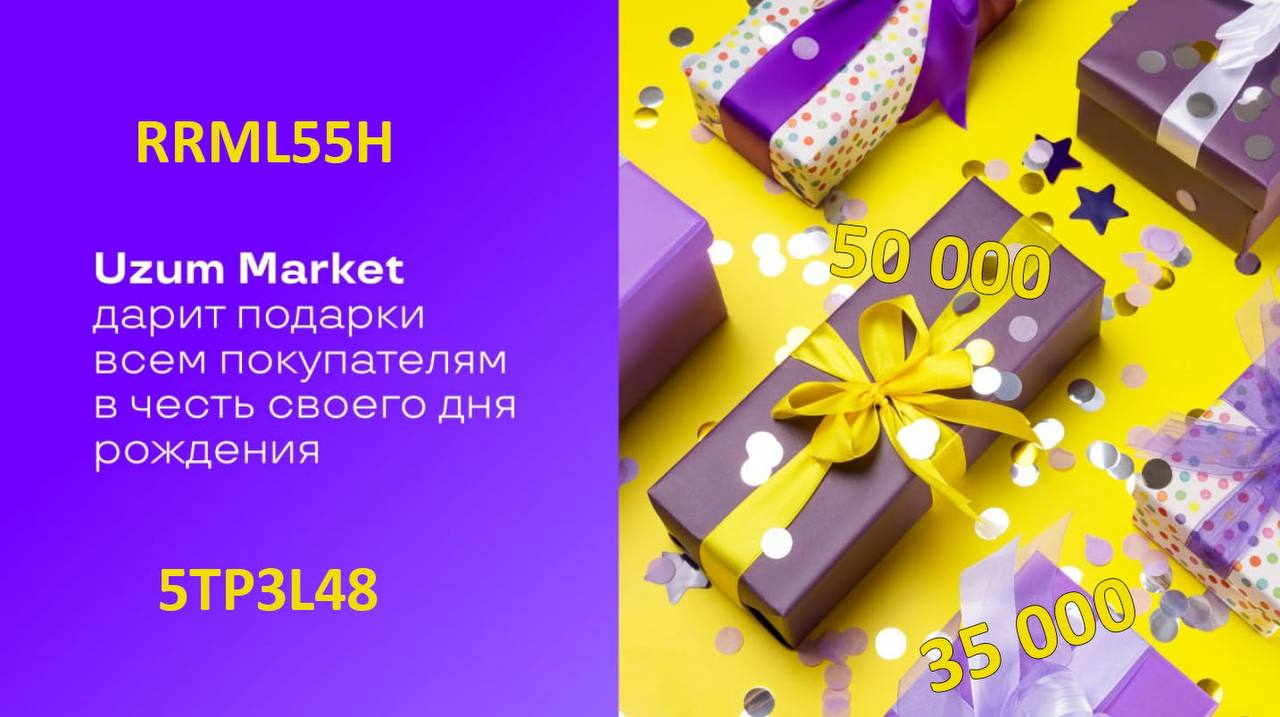 RRML55H
Uzum Market
дарит подарки
всем покупателям
в честь своего дня
рождения
5TP3L48
50 000
35 000